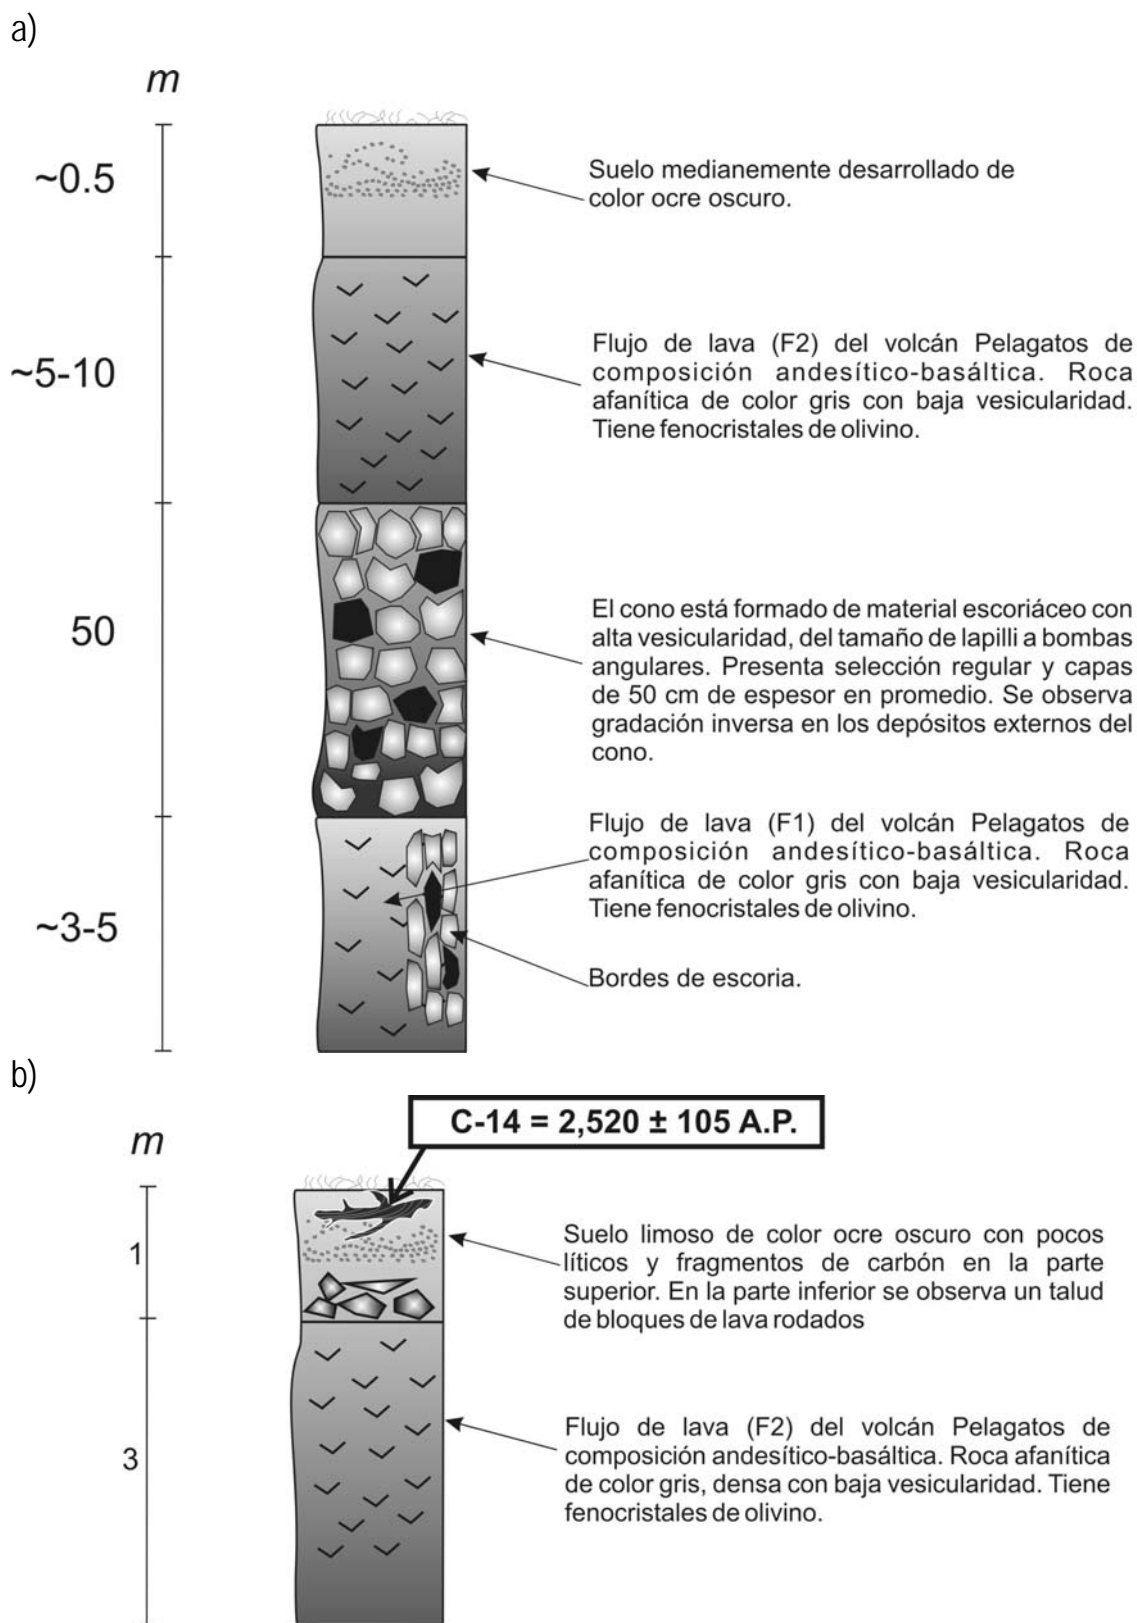 a)
m
~0.5
Suelo medianemente desarrollado de
color ocre oscuro.
~5-10
Flujo de lava (F2) del volcán Pelagatos de
composición andesítico-basáltica. Roca
afanítica de color gris con baja vesicularidad.
Tiene fenocristales de olivino.
50
El cono está formado de material escoriáceo con
alta vesicularidad, del tamaño de lapilli a bombas
angulares. Presenta selección regular y capas
de 50 cm de espesor en promedio. Se observa
gradación inversa en los depósitos externos del
cono.
~3-5
Flujo de lava (F1) del volcán Pelagatos de
composición andesítico-basáltica. Roca
afanítica de color gris con baja vesicularidad.
Tiene fenocristales de olivino.
Bordes de escoria.
b)
C-14 = 2,520 ± 105 A.P.
m
1
Suelo limoso de color ocre oscuro con pocos
líticos y fragmentos de carbón en la parte
superior. En la parte inferior se observa un talud
de bloques de lava rodados
3
Flujo de lava (F2) del volcán Pelagatos de
composición andesítico-basáltica. Roca afanítica
de color gris, densa con baja vesicularidad. Tiene
fenocristales de olivino.